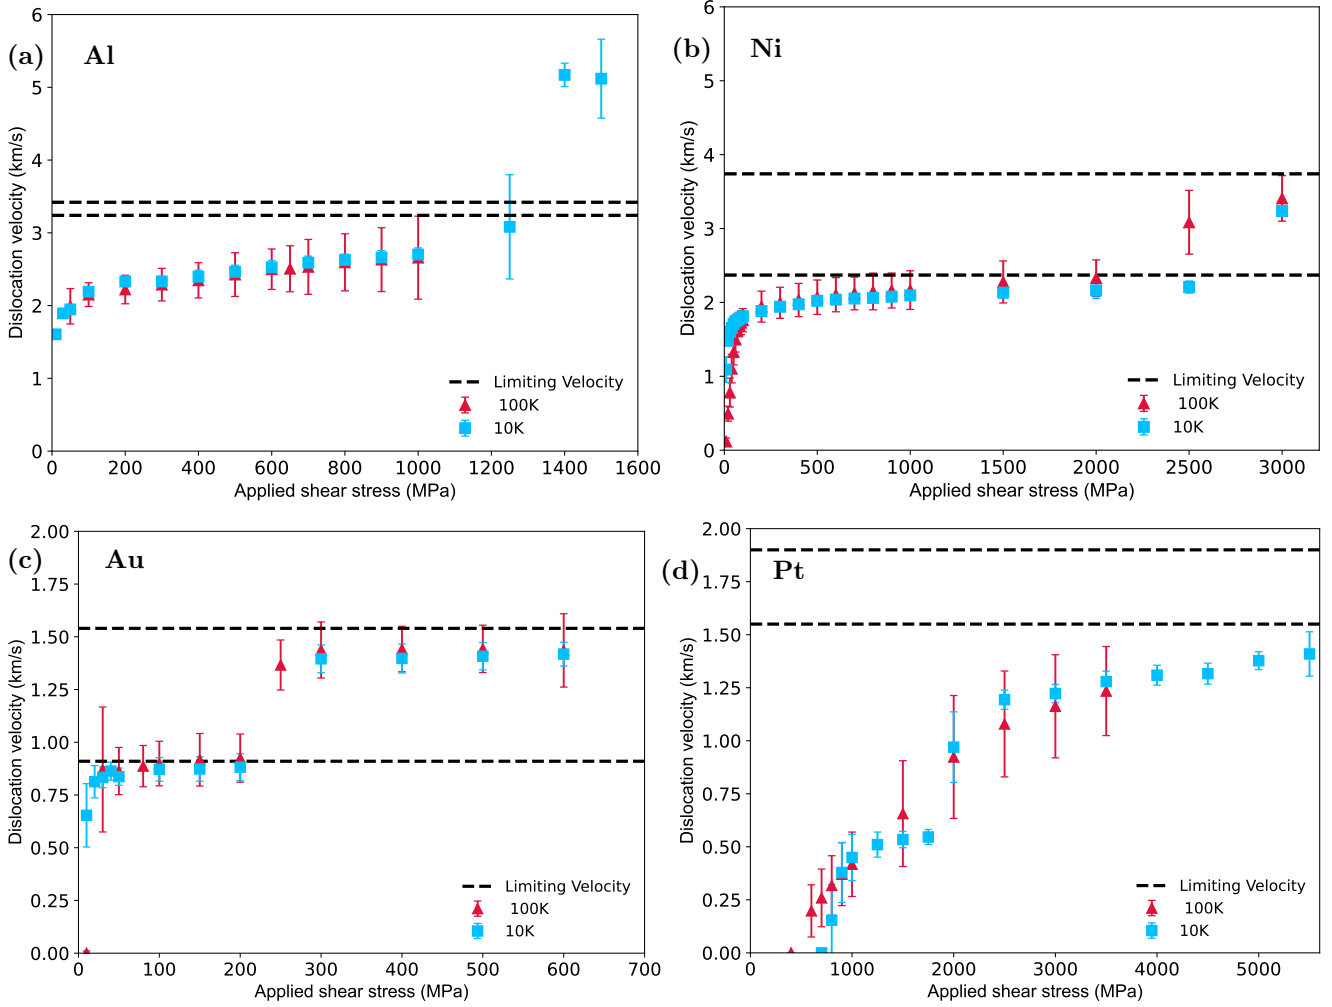 (a)
Al
6
5
4
3
2
1
0
Dislocation velocity (km/s)
Limiting Velocity
100K
10K
0 200 400 600 800 1000 1200 1400 1600
Applied shear stress (MPa)
(b)
Ni
6
5
4
3
2
1
0
Dislocation velocity (km/s)
Limiting Velocity
100K
10K
0 500 1000 1500 2000 2500 3000
Applied shear stress (MPa)
(c)
Au
2.00
1.75
1.50
1.25
1.00
0.75
0.50
0.25
0.00
Dislocation velocity (km/s)
Limiting Velocity
100K
10K
0 100 200 300 400 500 600 700
Applied shear stress (MPa)
(d)
Pt
2.00
1.75
1.50
1.25
1.00
0.75
0.50
0.25
0.00
Dislocation velocity (km/s)
Limiting Velocity
100K
10K
0 1000 2000 3000 4000 5000
Applied shear stress (MPa)